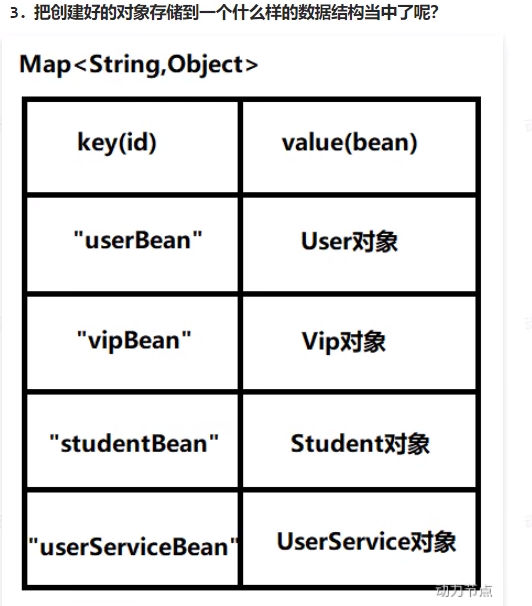 3. 把创建好的对象存储到一个什么样的数据结构当中了呢?
Map<String,Object>
key(id) value(bean)
"userBean" User对象
"vipBean" Vip对象
"studentBean" Student对象
"userServiceBean" UserService对象
动力节点